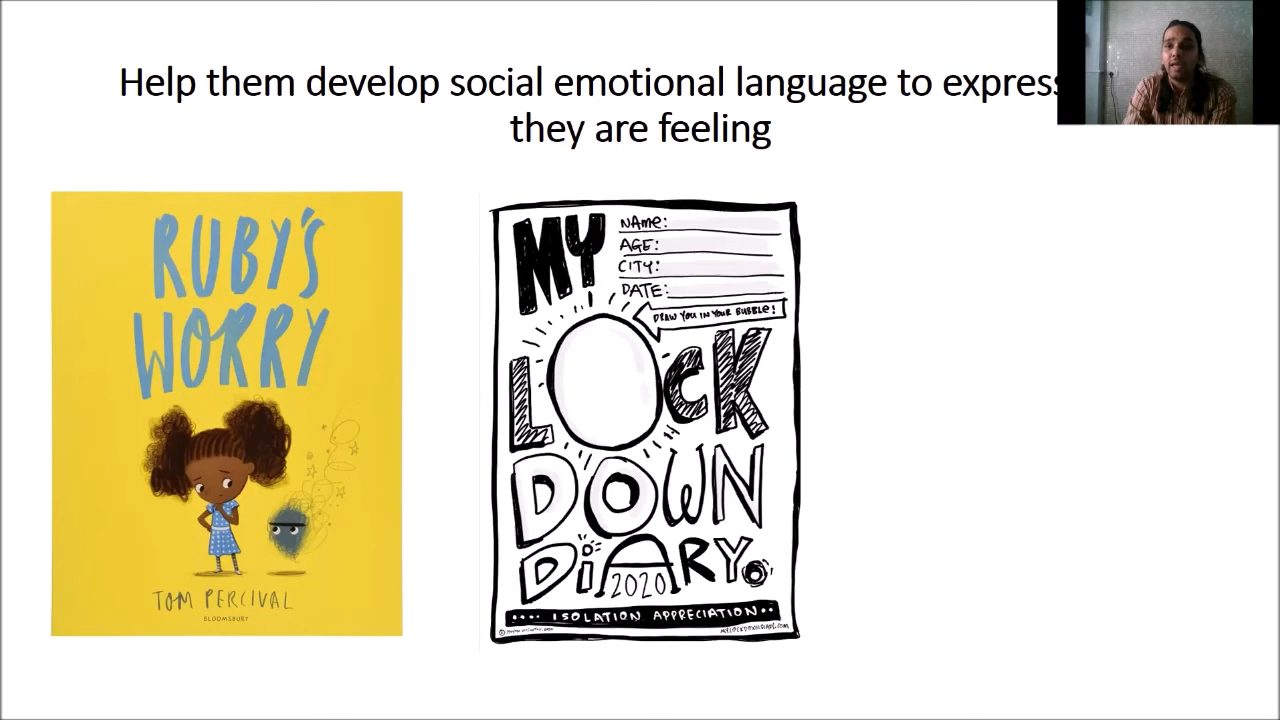 Help them develop social emotional language to express
they are feeling
RUBY'S
WORRY
TOM PERCIVAL
BLOOMSBURY
MY
NAME:
AGE:
CITY:
DATE:
DRAW YOU IN YOUR BUBBLE!
LOCK
DOWN
DiARY
2020
.... ISOLATION APPRECIATION..